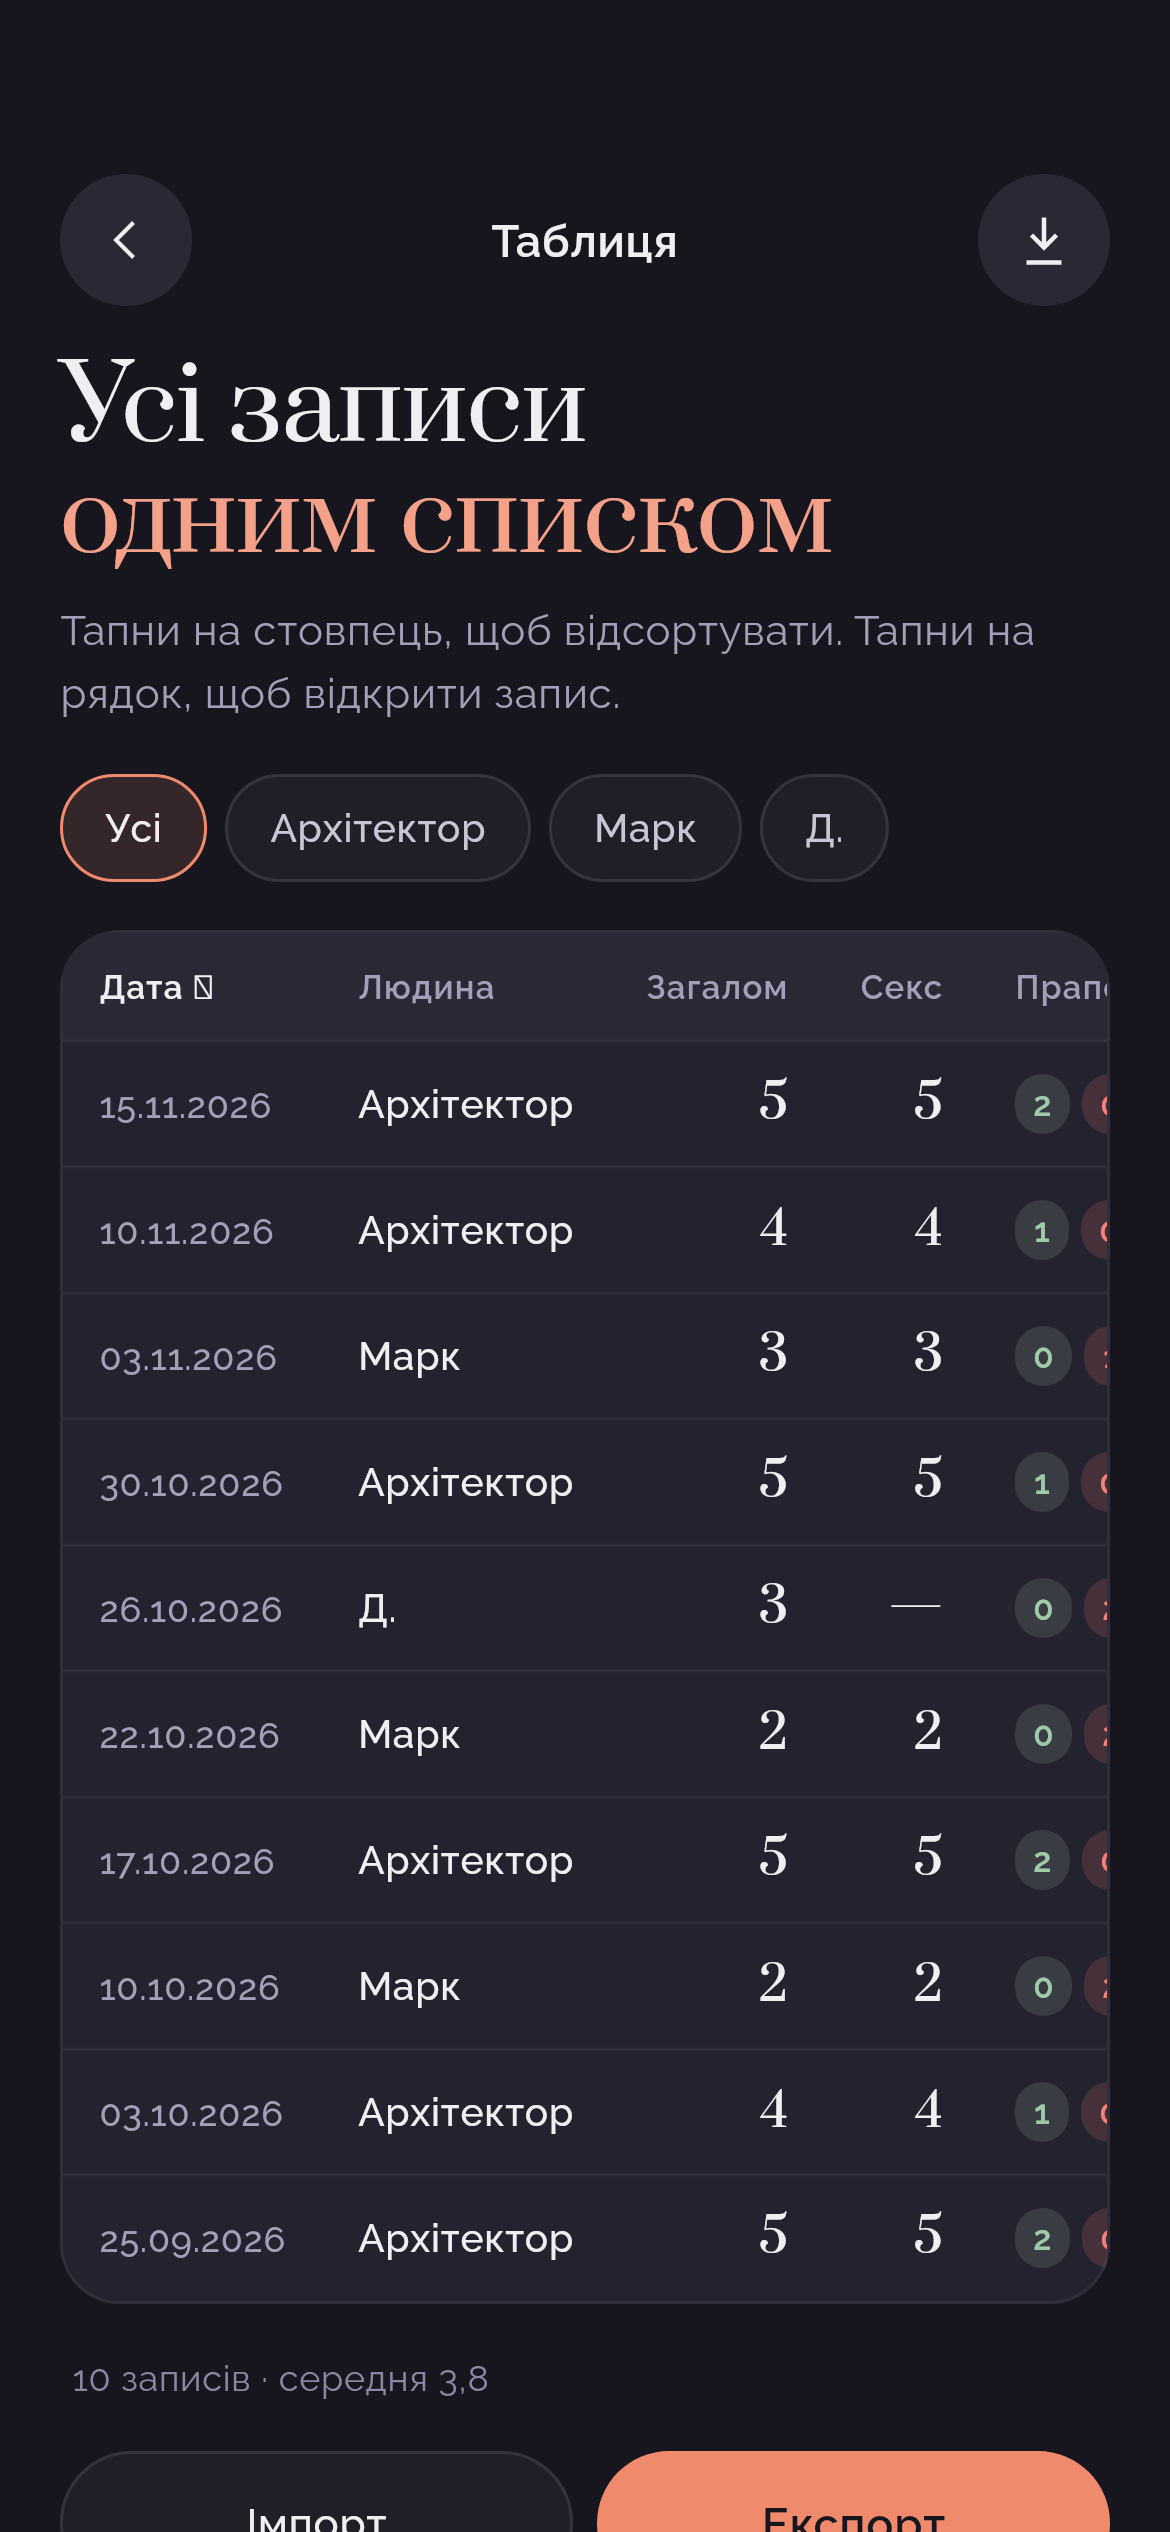 Таблиця
Усі записи
одним списком
Тапни на стовпець, щоб відсортувати. Тапни на
рядок, щоб відкрити запис.
Усі Архітектор Марк Д.
Дата Людина Загалом Секс
15.11.2026 Архітектор 5 5 2
10.11.2026 Архітектор 4 4 1
03.11.2026 Марк 3 3 0
30.10.2026 Архітектор 5 5 1
26.10.2026 Д. 3 — 0
22.10.2026 Марк 2 2 0
17.10.2026 Архітектор 5 5 2
10.10.2026 Марк 2 2 0
03.10.2026 Архітектор 4 4 1
25.09.2026 Архітектор 5 5 2
10 записів · середня 3,8
Імпорт Експорт